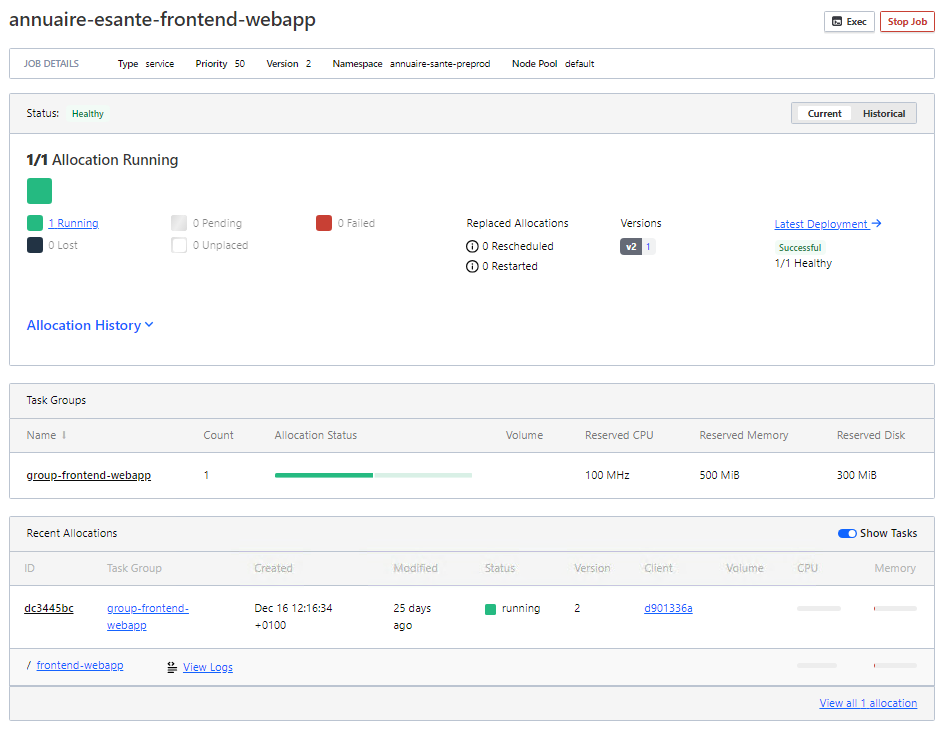 annuaire-esante-frontend-webapp
Exec
Stop Job
JOB DETAILS Type service Priority 50 Version 2 Namespace annuaire-sante-preprod Node Pool default
Status: Healthy
Current Historical
1/1 Allocation Running
1 Running 0 Pending 0 Failed
0 Lost 0 Unplaced
Replaced Allocations
0 Rescheduled
0 Restarted
Versions
v2 1
Latest Deployment
Successful
1/1 Healthy
Allocation History
Task Groups
Name Count Allocation Status Volume Reserved CPU Reserved Memory Reserved Disk
group-frontend-webapp 1 100 MHz 500 MiB 300 MiB
Recent Allocations Show Tasks
ID Task Group Created Modified Status Version Client Volume CPU Memory
dc3445bc group-frontend- Dec 16 12:16:34 25 days running 2 d901336a
webapp +0100 ago
/ frontend-webapp View Logs
View all 1 allocation